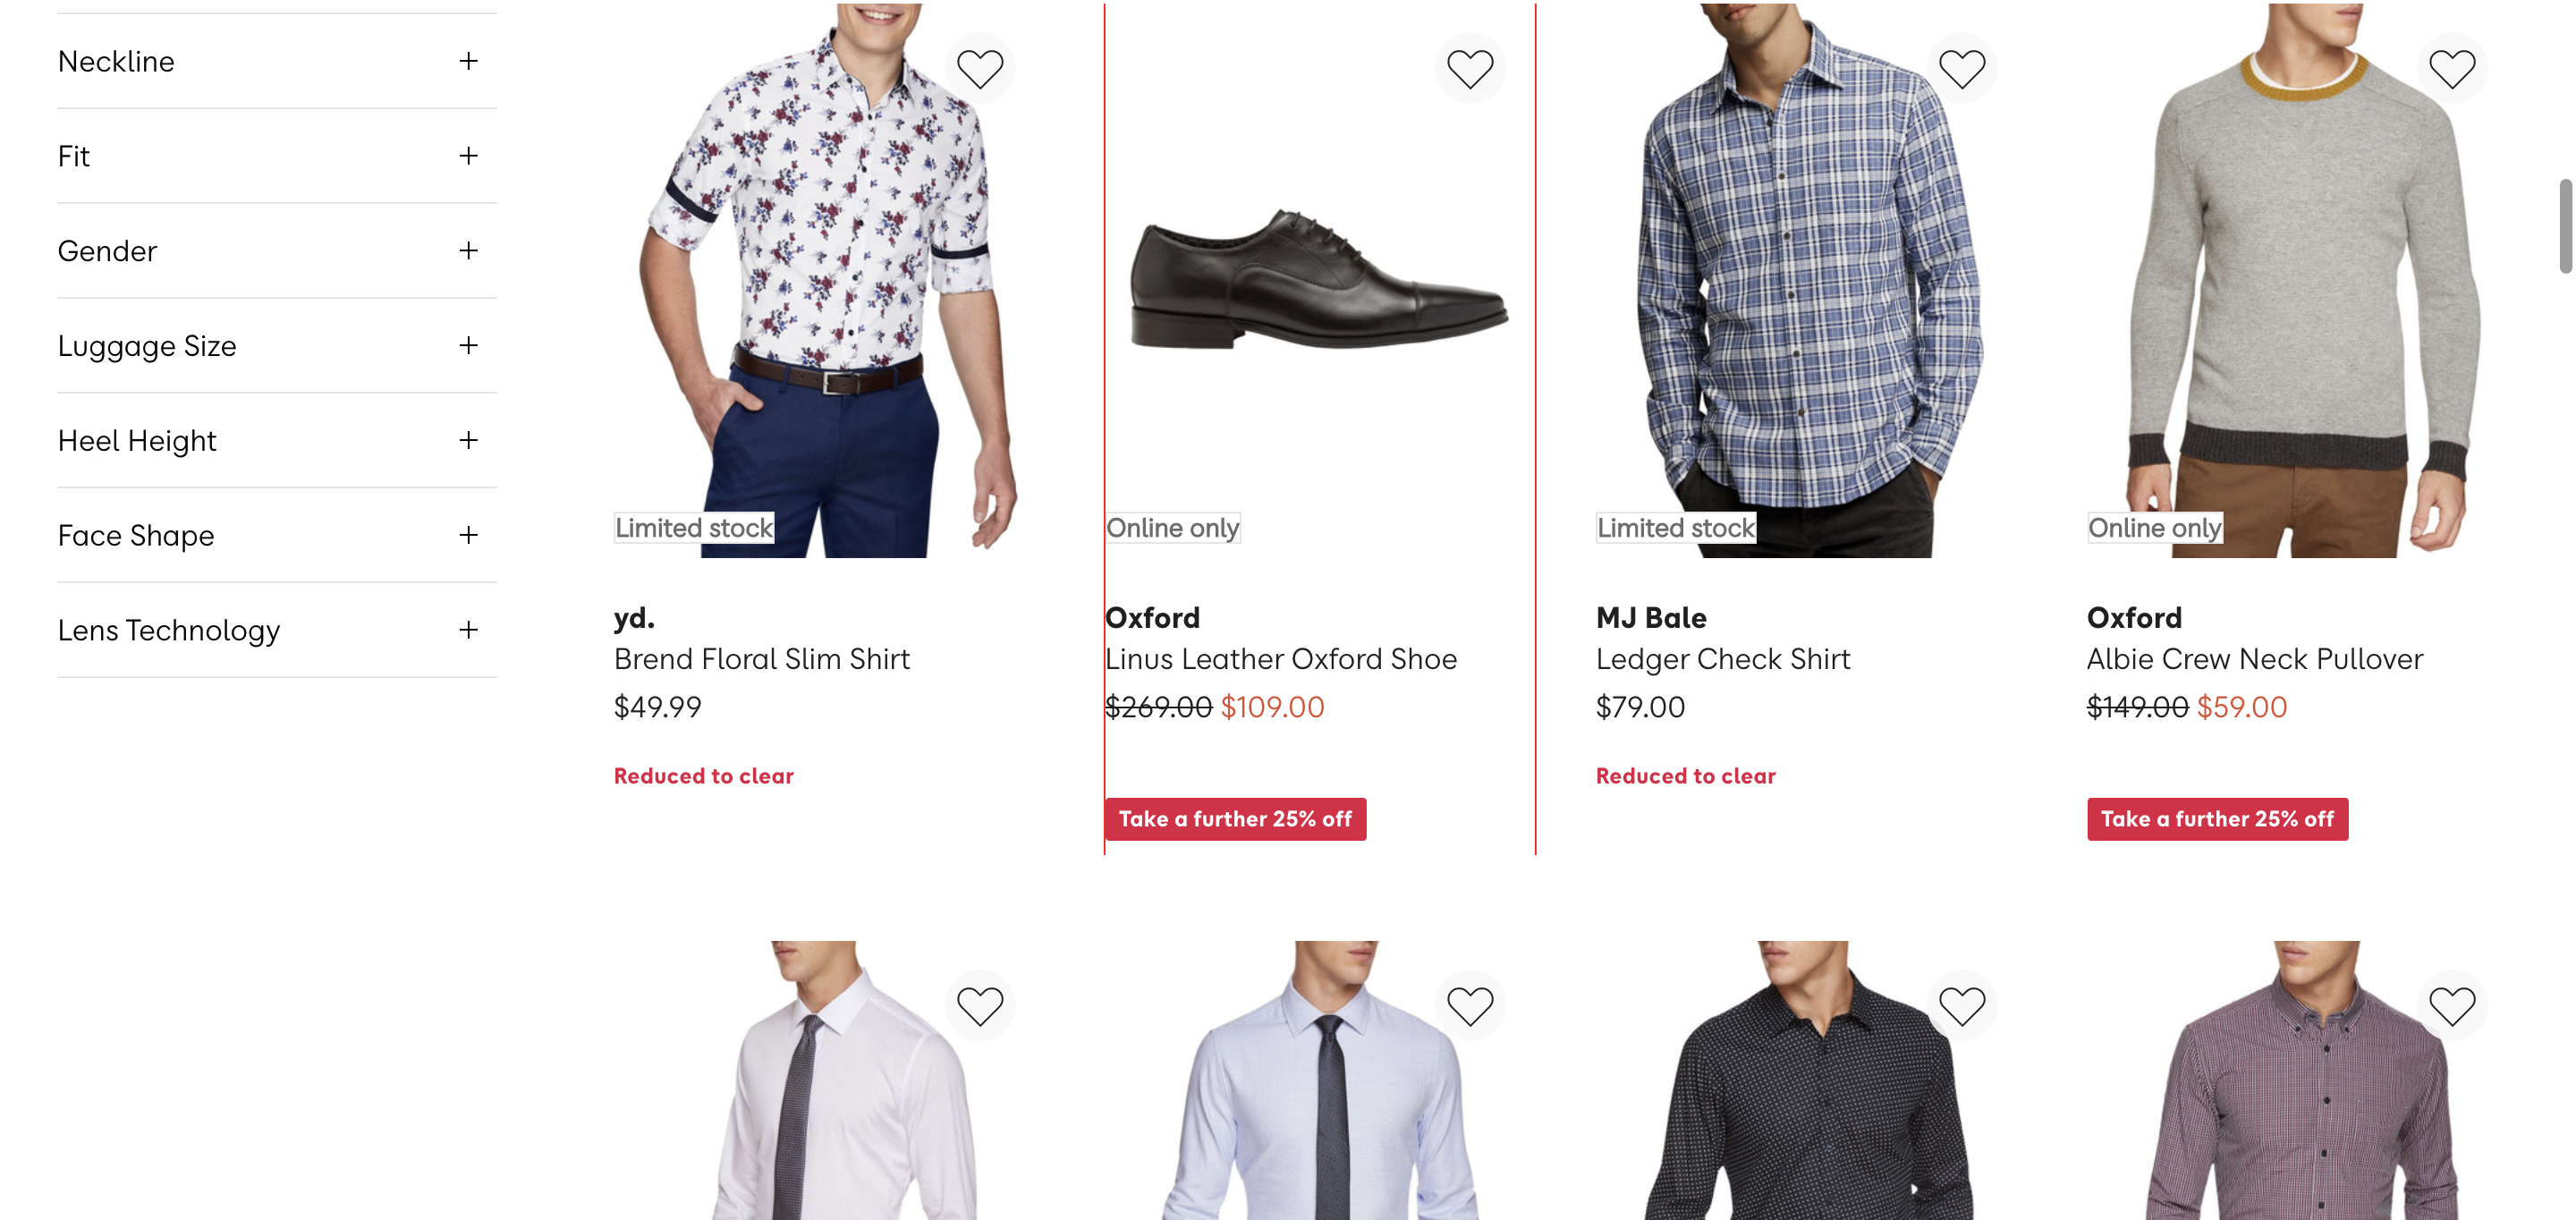 Neckline
Fit
Gender
Luggage Size
Heel Height
Face Shape
Lens Technology
Limited stock
yd.
Brend Floral Slim Shirt
$49.99
Reduced to clear
Online only
Oxford
Linus Leather Oxford Shoe
$269.00 $109.00
Take a further 25% off
Limited stock
MJ Bale
Ledger Check Shirt
$79.00
Reduced to clear
Online only
Oxford
Albie Crew Neck Pullover
$149.00 $59.00
Take a further 25% off